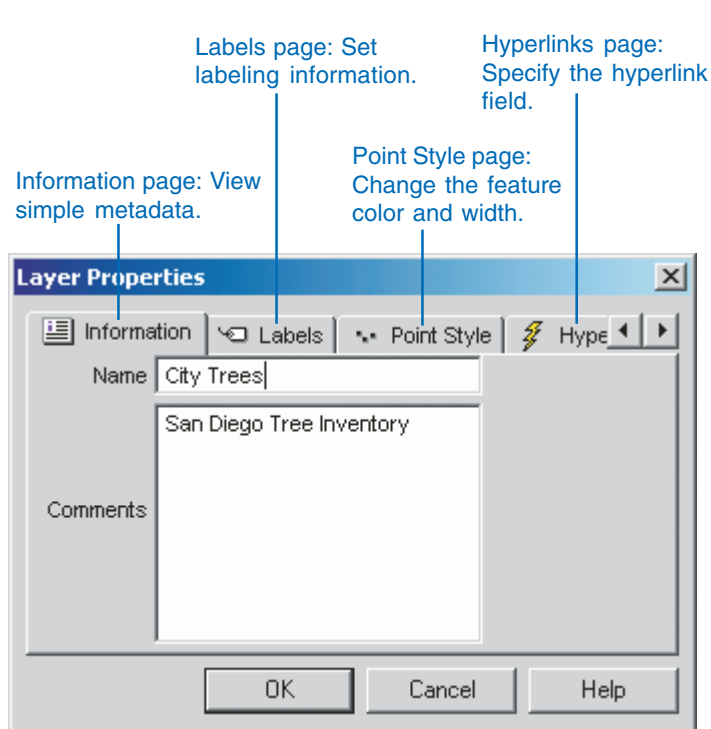 Labels page: Set
labeling information.
Hyperlinks page:
Specify the hyperlink
field.
Information page: View
simple metadata.
Point Style page:
Change the feature
color and width.
Layer Properties
Information
Labels
Point Style
Hype
Name
City Trees
Comments
San Diego Tree Inventory
OK
Cancel
Help